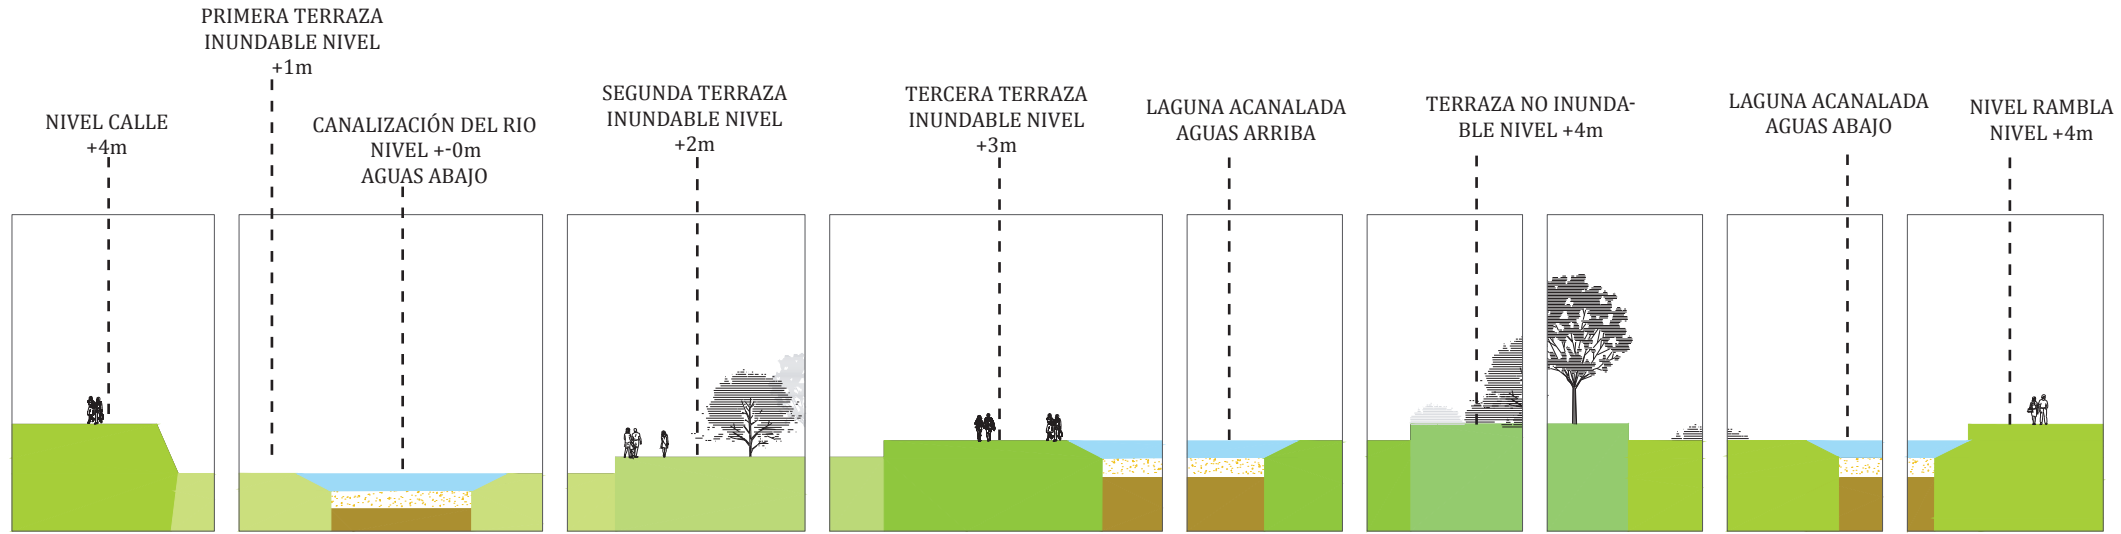 PRIMERA TERRAZA
INUNDABLE NIVEL
+1m
NIVEL CALLE
+4m
CANALIZACIÓN DEL RIO
NIVEL +-0m
AGUAS ABAJO
SEGUNDA TERRAZA
INUNDABLE NIVEL
+2m
TERCERA TERRAZA
INUNDABLE NIVEL
+3m
LAGUNA ACANALADA
AGUAS ARRIBA
TERRAZA NO INUNDA-
BLE NIVEL +4m
LAGUNA ACANALADA
AGUAS ABAJO
NIVEL RAMBLA
NIVEL +4m